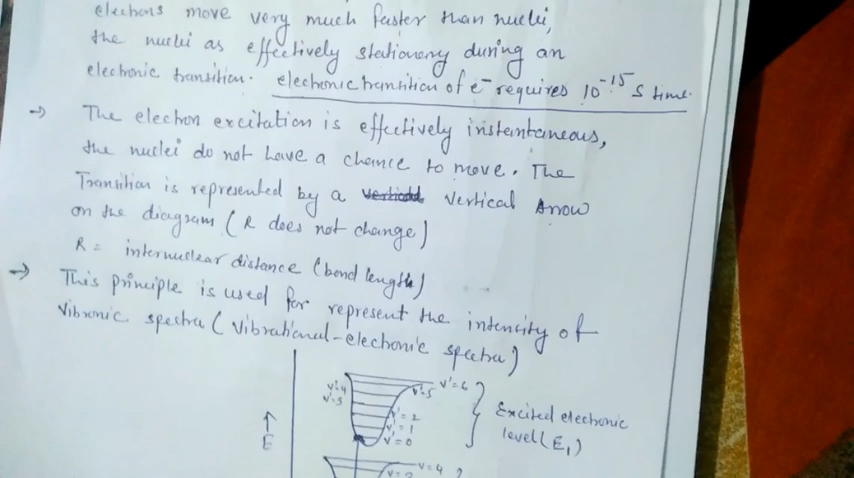 electrons move very much faster than nuclei,
the nuclei as effectively stationary during an
electronic transition. electronic transition of e⁻ requires 10⁻¹⁵ s time.
→ The electron excitation is effectively instantaneous,
the nuclei do not have a chance to move. The
Transition is represented by a vertical Arrow
on the diagram (R does not change)
R = internuclear distance (bond length)
→ This principle is used for represent the intencity of
Vibronic spectra (vibrational-electronic spectra)
v'=4
v'=3
v'=6
v'=5
v'=2
v'=1
v'=0
Excited electronic
level (E₁)
↑
E
v=4